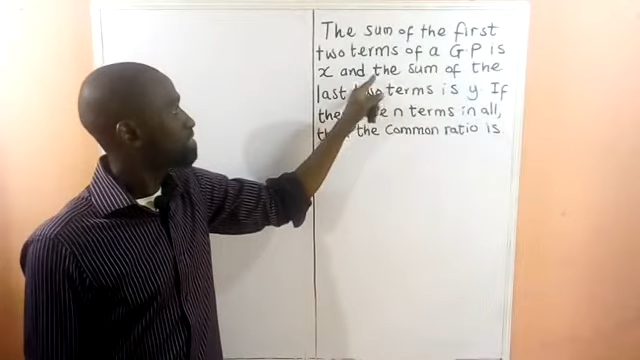 The sum of the first
two terms of a G.P is
x and the sum of the
last two terms is y. If
n terms in all,
the common ratio is